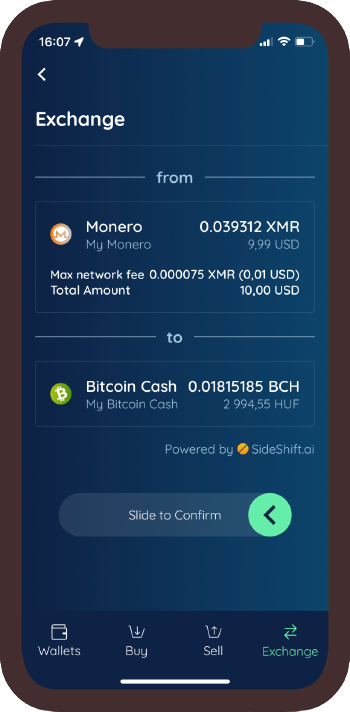 16:07
Exchange
from
Monero 0.039312 XMR
My Monero 9,99 USD
Max network fee 0.000075 XMR (0,01 USD)
Total Amount 10,00 USD
to
Bitcoin Cash 0.01815185 BCH
My Bitcoin Cash 2 994,55 HUF
Powered by SideShift.ai
Slide to Confirm
Wallets Buy Sell Exchange